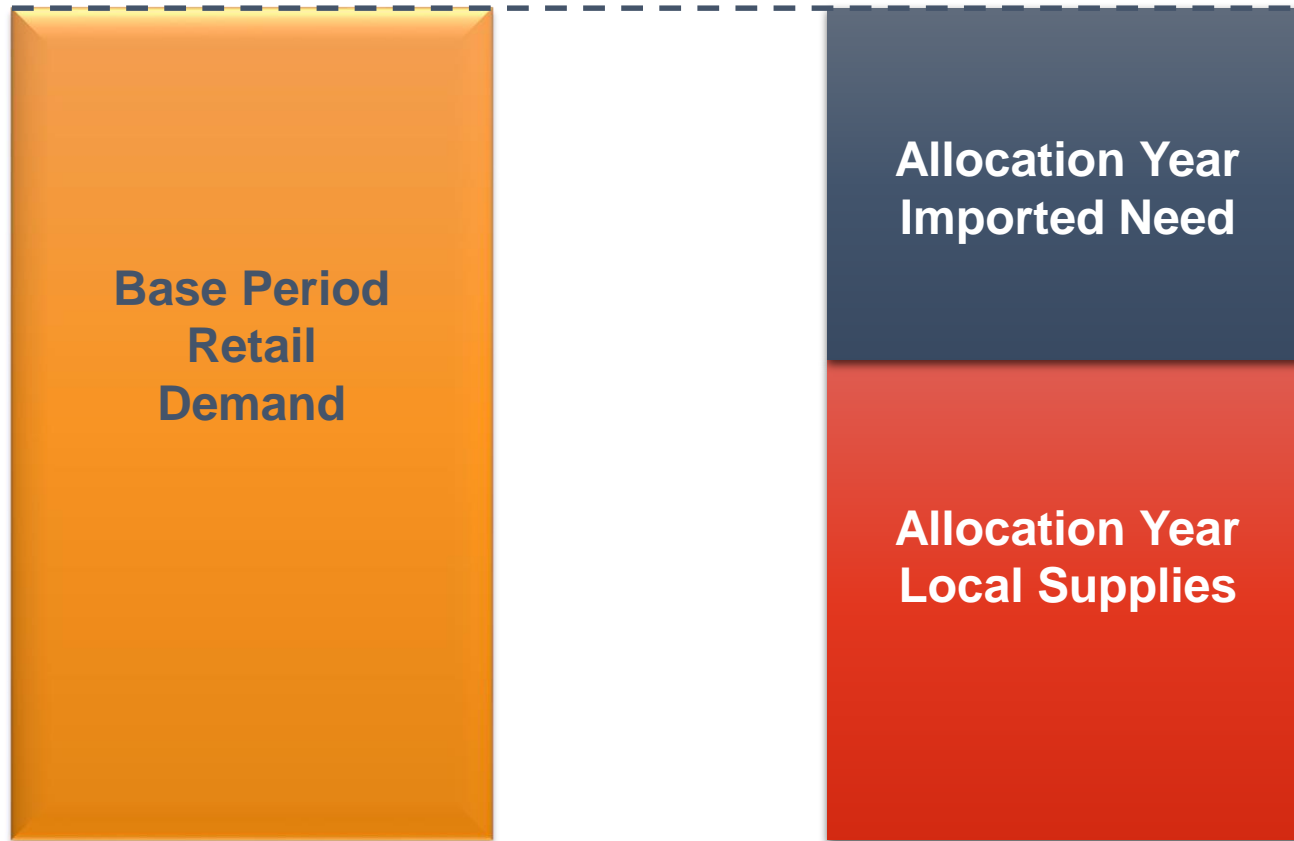 Base Period
Retail
Demand
Allocation Year
Imported Need
Allocation Year
Local Supplies